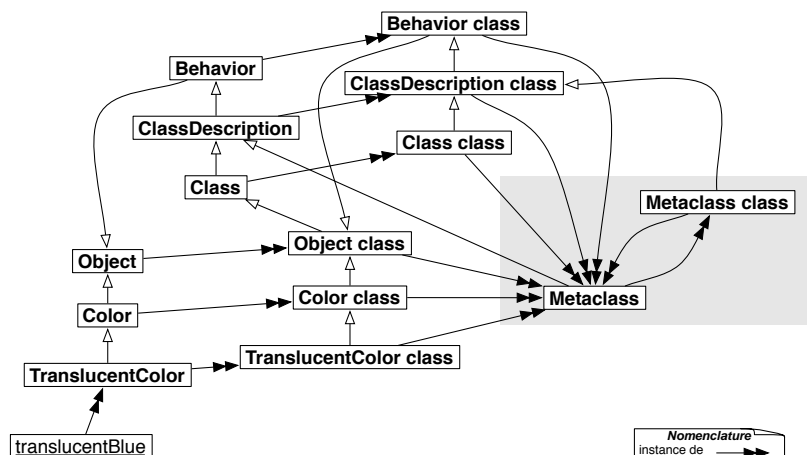 Behavior class
Behavior
ClassDescription class
ClassDescription
Class class
Class
Metaclass class
Object class
Object
Color class
Metaclass
Color
TranslucentColor class
TranslucentColor
translucentBlue
Nomenclature
instance de